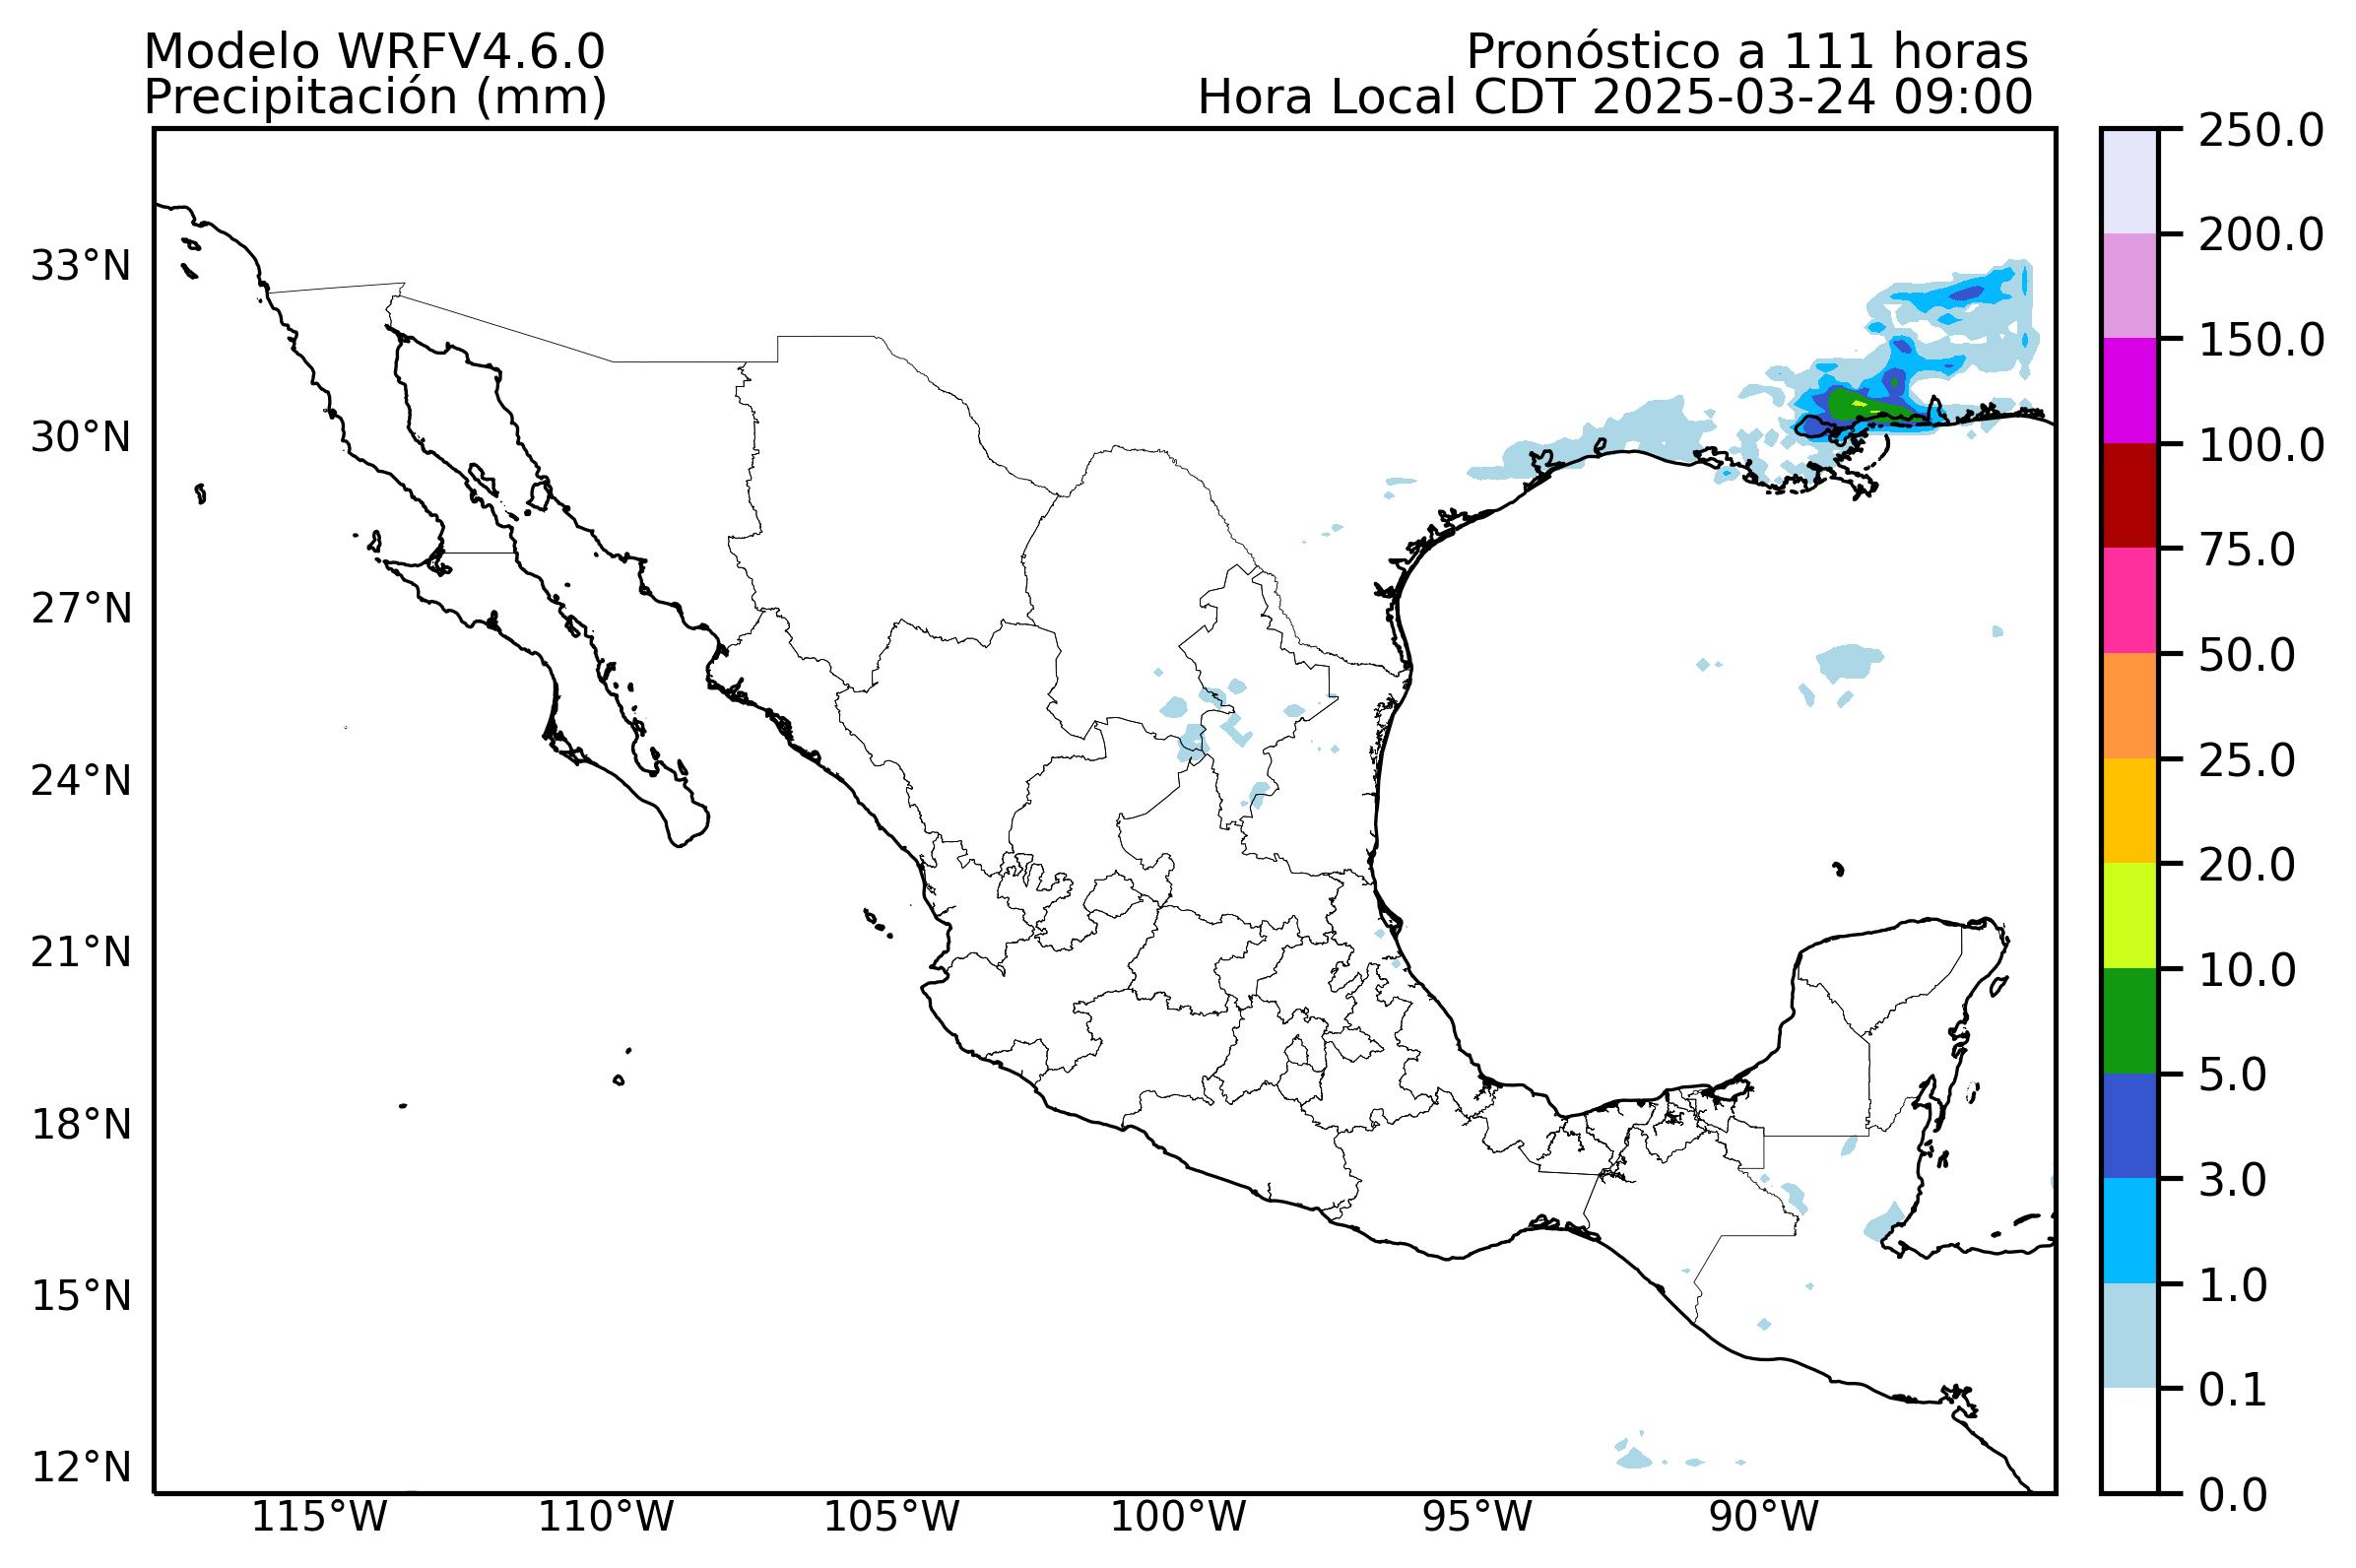 Modelo WRFV4.6.0
Precipitación (mm)
Pronóstico a 111 horas
Hora Local CDT 2025-03-24 09:00
33°N
30°N
27°N
24°N
21°N
18°N
15°N
12°N
115°W
110°W
105°W
100°W
95°W
90°W
250.0
200.0
150.0
100.0
75.0
50.0
25.0
20.0
10.0
5.0
3.0
1.0
0.1
0.0